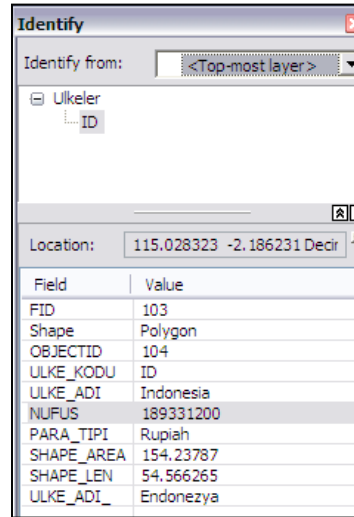 Identify
Identify from: <Top-most layer>
Ulkeler
ID
Location: 115.028323 -2.186231 Decir
Field Value
FID 103
Shape Polygon
OBJECTID 104
ULKE_KODU ID
ULKE_ADI Indonesia
NUFUS 189331200
PARA_TIPI Rupiah
SHAPE_AREA 154.23787
SHAPE_LEN 54.566265
ULKE_ADI_ Endonezya